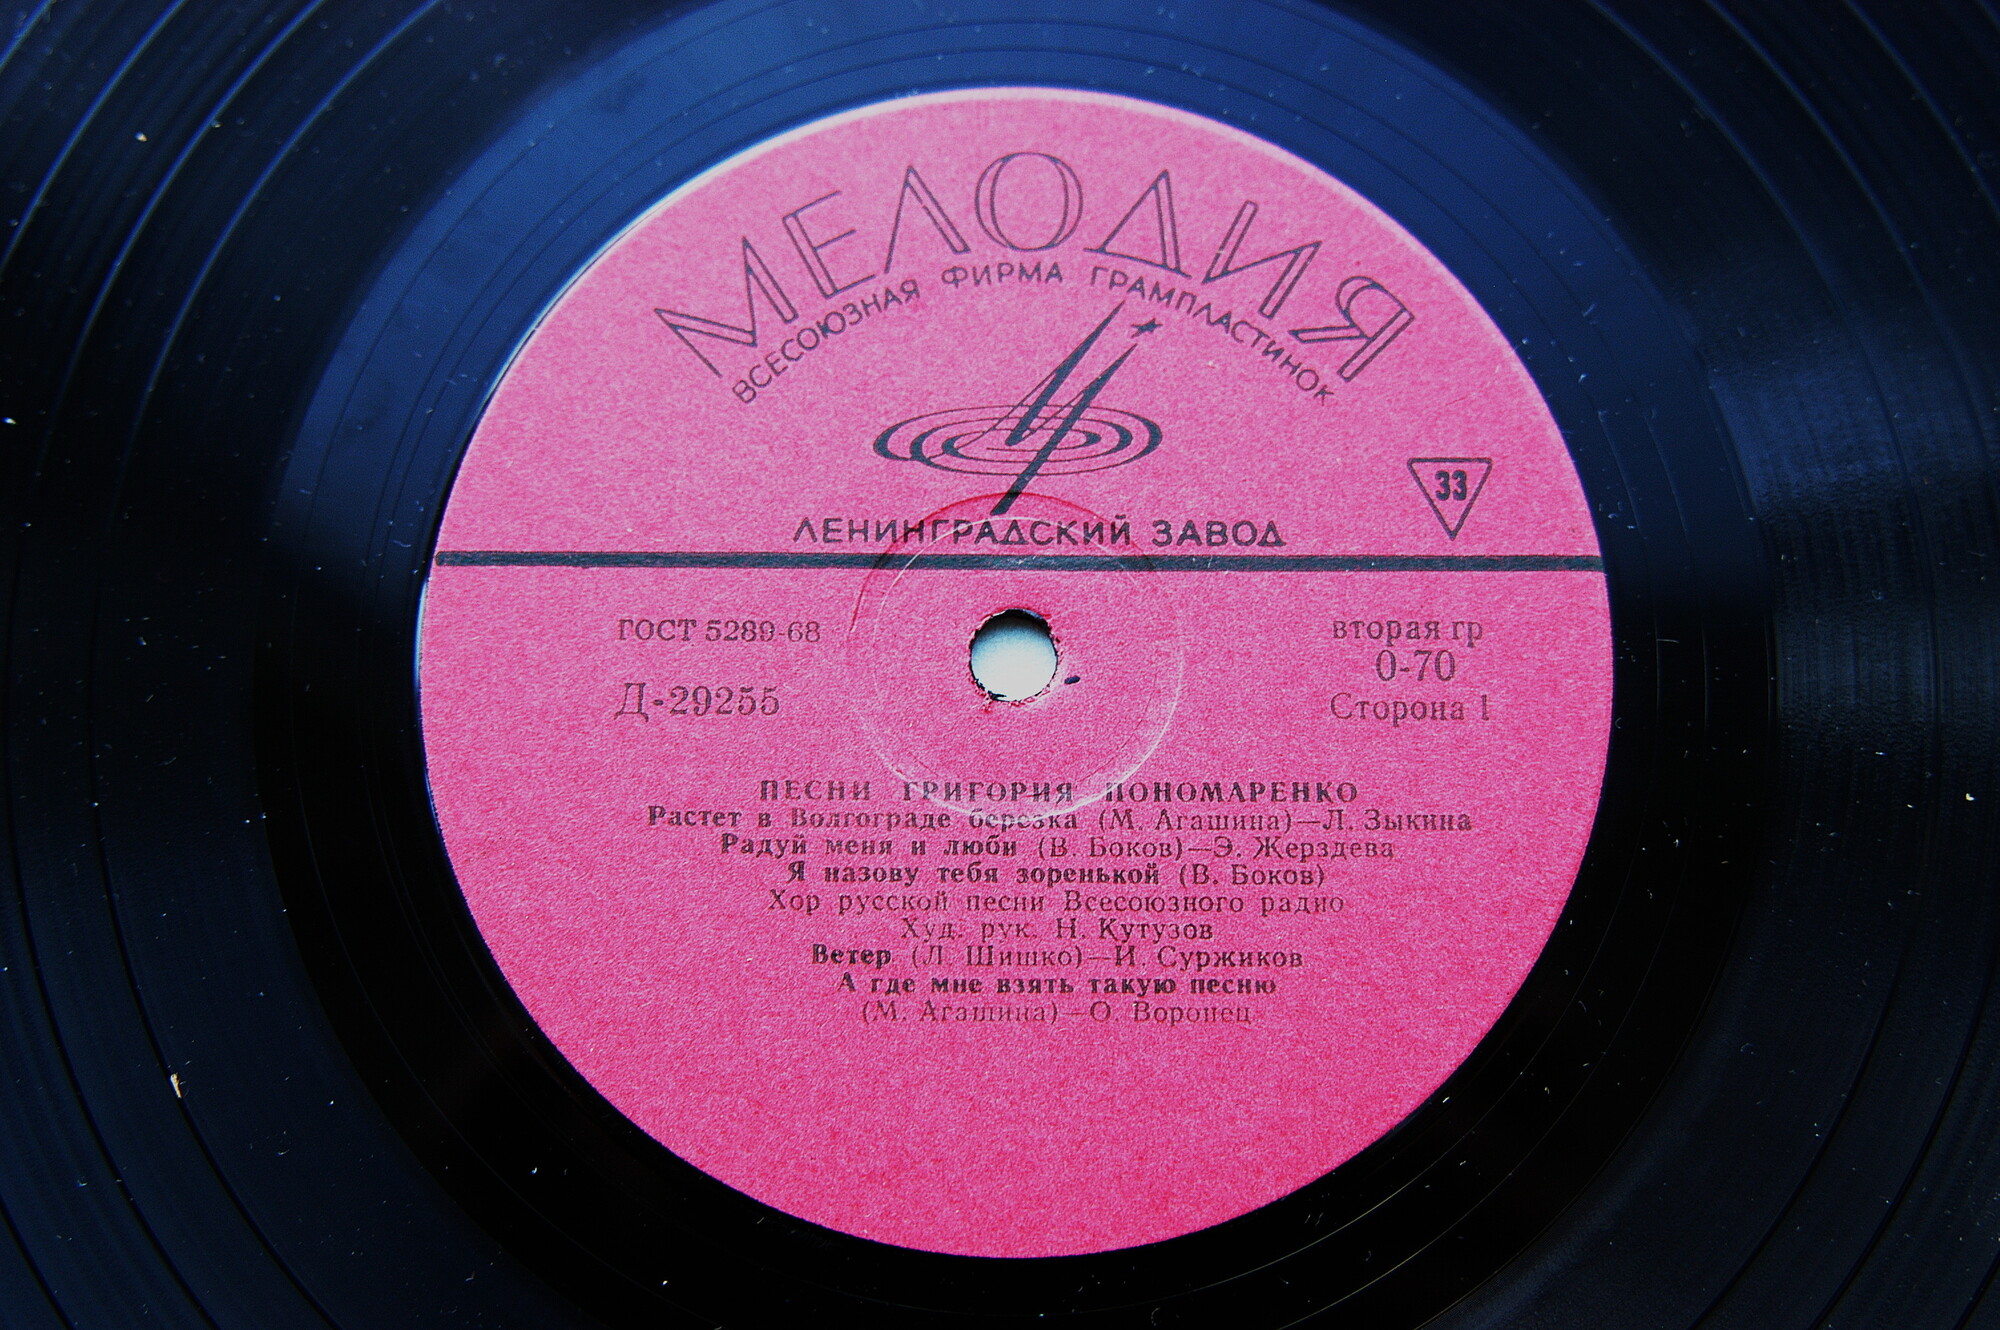 МЕЛОДИЯ
ВСЕСОЮЗНАЯ ФИРМА ГРАМПЛАСТИНОК
33
ЛЕНИНГРАДСКИЙ ЗАВОД
ГОСТ 5289-68
вторая гр
0-70
Д-29255
Сторона 1
ПЕСНИ ГРИГОРИЯ ПОНОМАРЕНКО
Растет в Волгограде березка (М. Агашина)—Л. Зыкина
Радуй меня и люби (В. Боков)—Э. Жерздева
Я назову тебя зоренькой (В. Боков)
Хор русской песни Всесоюзного радио
Худ. рук. Н. Кутузов
Ветер (Л. Шишко)—И. Суржиков
А где мне взять такую песню
(М. Агашина)—О. Воронец